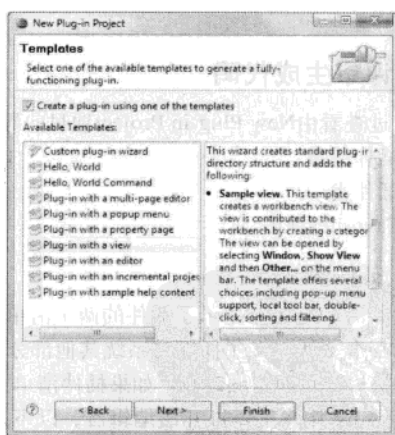 New Plug-in Project
Templates
Select one of the available templates to generate a fully-
functioning plug-in.
Create a plug-in using one of the templates
Available Templates:
Custom plug-in wizard
Hello, World
Hello, World Command
Plug-in with a multi-page editor
Plug-in with a popup menu
Plug-in with a property page
Plug-in with a view
Plug-in with an editor
Plug-in with an incremental projec
Plug-in with sample help content
This wizard creates standard plug-ir
directory structure and adds the
following:
• Sample view. This template
creates a workbench view. The
view is contributed to the
workbench by creating a categor
The view can be opened by
selecting Window, Show View
and then Other... on the menu
bar. The template offers several
choices including pop-up menu
support, local tool bar, double-
click, sorting and filtering.
?
< Back
Next >
Finish
Cancel